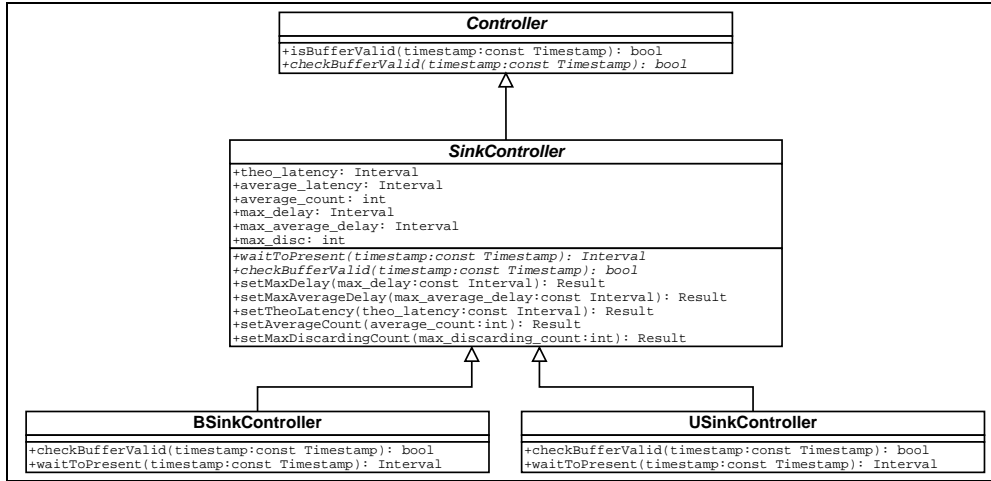 Controller
+isBufferValid(timestamp:const Timestamp): bool
+checkBufferValid(timestamp:const Timestamp): bool
SinkController
+theo_latency: Interval
+average_latency: Interval
+average_count: int
+max_delay: Interval
+max_average_delay: Interval
+max_disc: int
+waitToPresent(timestamp:const Timestamp): Interval
+checkBufferValid(timestamp:const Timestamp): bool
+setMaxDelay(max_delay:const Interval): Result
+setMaxAverageDelay(max_average_delay:const Interval): Result
+setTheoLatency(theo_latency:const Interval): Result
+setAverageCount(average_count:int): Result
+setMaxDiscardingCount(max_discarding_count:int): Result
BSinkController
+checkBufferValid(timestamp:const Timestamp): bool
+waitToPresent(timestamp:const Timestamp): Interval
USinkController
+checkBufferValid(timestamp:const Timestamp): bool
+waitToPresent(timestamp:const Timestamp): Interval